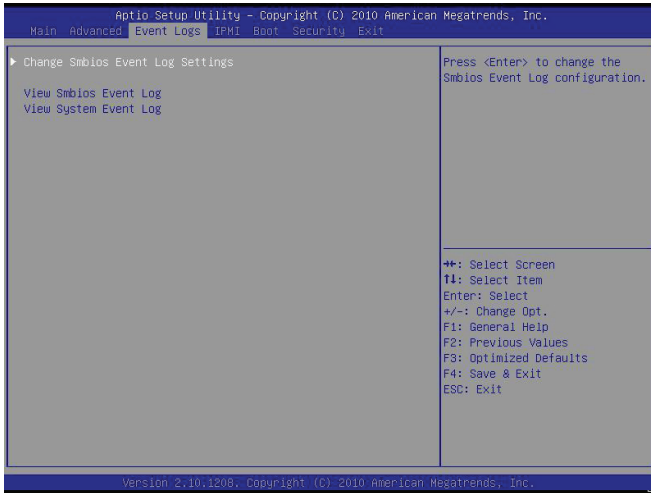 Aptio Setup Utility – Copyright (C) 2010 American Megatrends, Inc.
Main Advanced Event Logs IPMI Boot Security Exit
Change Smbios Event Log Settings
View Smbios Event Log
View System Event Log
Press <Enter> to change the
Smbios Event Log configuration.
→←: Select Screen
↑↓: Select Item
Enter: Select
+/-: Change Opt.
F1: General Help
F2: Previous Values
F3: Optimized Defaults
F4: Save & Exit
ESC: Exit
Version 2.10.1208. Copyright (C) 2010 American Megatrends, Inc.